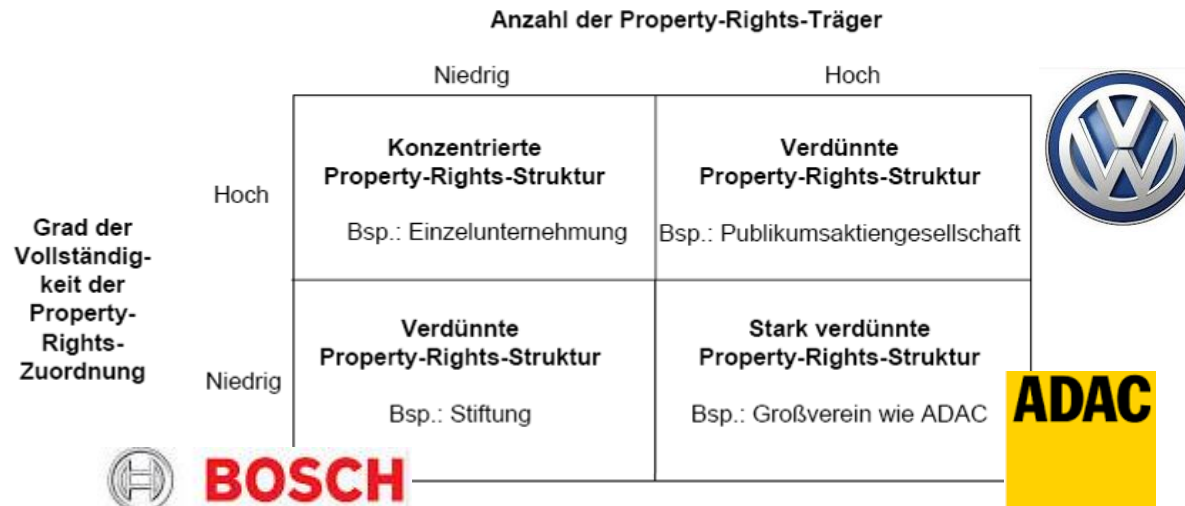 Anzahl der Property-Rights-Träger
Niedrig
Hoch
Grad der
Vollständig-
keit der
Property-
Rights-
Zuordnung
Hoch
Konzentrierte
Property-Rights-Struktur
Bsp.: Einzelunternehmung
Verdünnte
Property-Rights-Struktur
Bsp.: Publikumsaktiengesellschaft
VW
Niedrig
Verdünnte
Property-Rights-Struktur
Bsp.: Stiftung
Stark verdünnte
Property-Rights-Struktur
Bsp.: Großverein wie ADAC
ADAC
BOSCH